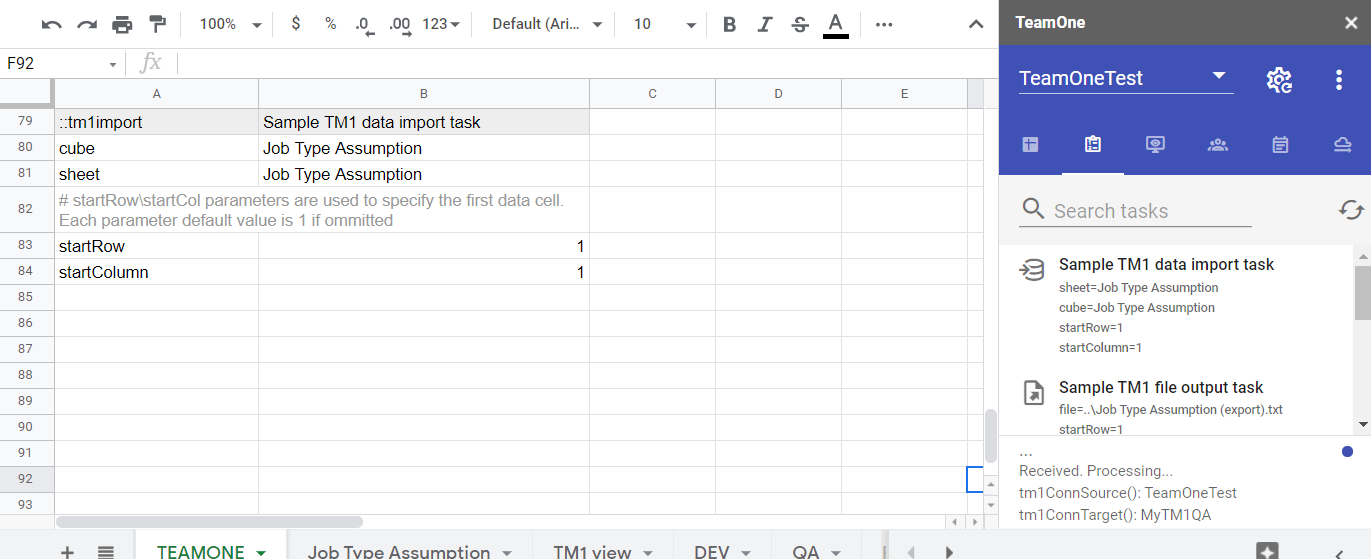 100%
$
%
.0
.00
123
Default (Ari...
10
B
I
S
A
TeamOne
F92
fx
TeamOneTest
A
B
C
D
E
79
::tm1import
Sample TM1 data import task
80
cube
Job Type Assumption
81
sheet
Job Type Assumption
82
# startRow\startCol parameters are used to specify the first data cell.
Each parameter default value is 1 if ommitted
83
startRow
1
84
startColumn
1
85
86
87
88
89
90
91
92
93
Search tasks
Sample TM1 data import task
sheet=Job Type Assumption
cube=Job Type Assumption
startRow=1
startColumn=1
Sample TM1 file output task
file=..\Job Type Assumption (export).txt
startRow=1
...
Received. Processing...
tm1ConnSource(): TeamOneTest
tm1ConnTarget(): MyTM1QA
TEAMONE
Job Type Assumption
TM1 view
DEV
QA